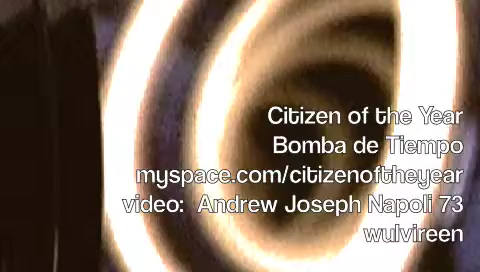 Citizen of the Year
Bomba de Tiempo
myspace.com/citizenoftheyear
video:  Andrew Joseph Napoli 73
wulvireen